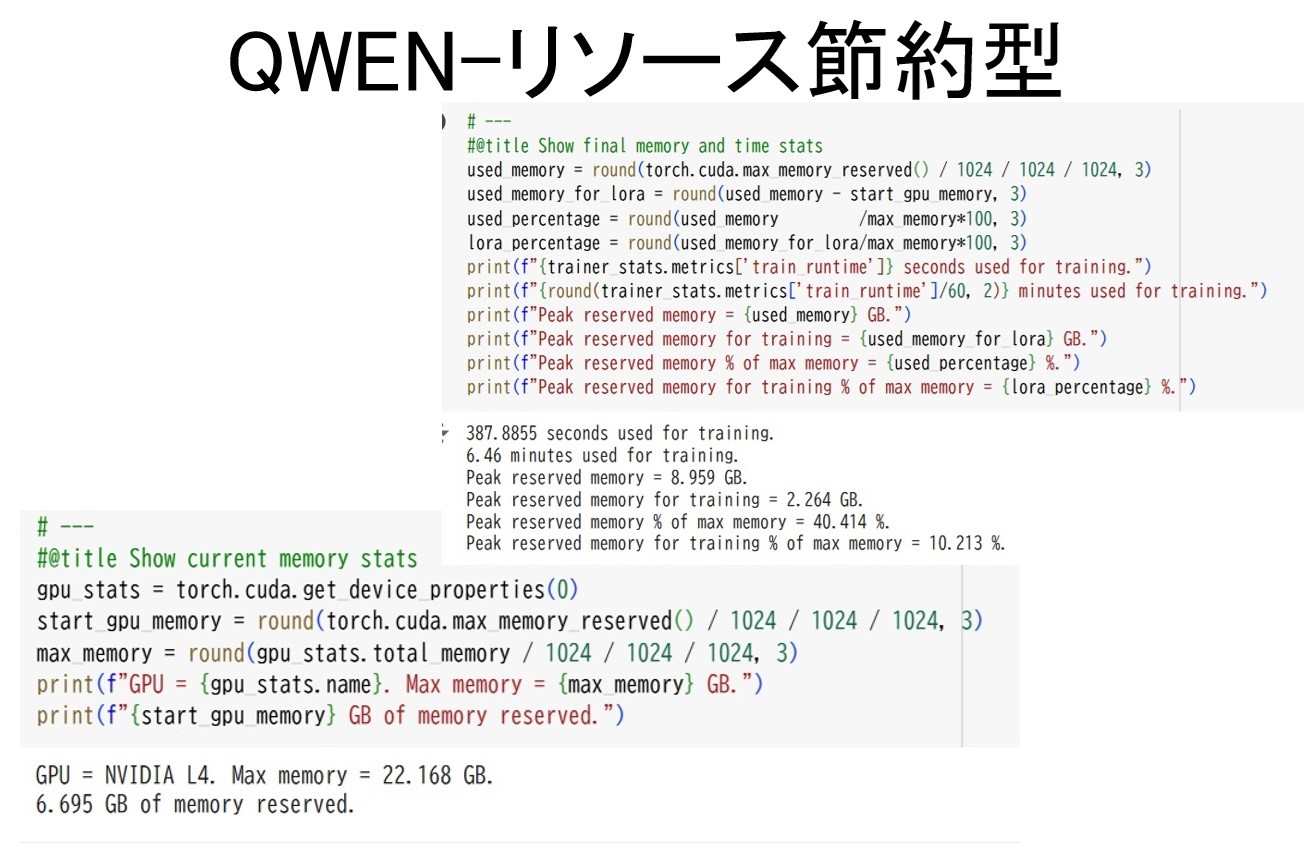 QWEN-リソース節約型
# ---
#@title Show final memory and time stats
used_memory = round(torch.cuda.max_memory_reserved() / 1024 / 1024 / 1024, 3)
used_memory_for_lora = round(used_memory - start_gpu_memory, 3)
used_percentage = round(used_memory         /max_memory*100, 3)
lora_percentage = round(used_memory_for_lora/max_memory*100, 3)
print(f"{trainer_stats.metrics['train_runtime']} seconds used for training.")
print(f"{round(trainer_stats.metrics['train_runtime']/60, 2)} minutes used for training.")
print(f"Peak reserved memory = {used_memory} GB.")
print(f"Peak reserved memory for training = {used_memory_for_lora} GB.")
print(f"Peak reserved memory % of max memory = {used_percentage} %.")
print(f"Peak reserved memory for training % of max memory = {lora_percentage} %.")
387.8855 seconds used for training.
6.46 minutes used for training.
Peak reserved memory = 8.959 GB.
Peak reserved memory for training = 2.264 GB.
Peak reserved memory % of max memory = 40.414 %.
Peak reserved memory for training % of max memory = 10.213 %.
# ---
#@title Show current memory stats
gpu_stats = torch.cuda.get_device_properties(0)
start_gpu_memory = round(torch.cuda.max_memory_reserved() / 1024 / 1024 / 1024, 3)
max_memory = round(gpu_stats.total_memory / 1024 / 1024 / 1024, 3)
print(f"GPU = {gpu_stats.name}. Max memory = {max_memory} GB.")
print(f"{start_gpu_memory} GB of memory reserved.")
GPU = NVIDIA L4. Max memory = 22.168 GB.
6.695 GB of memory reserved.